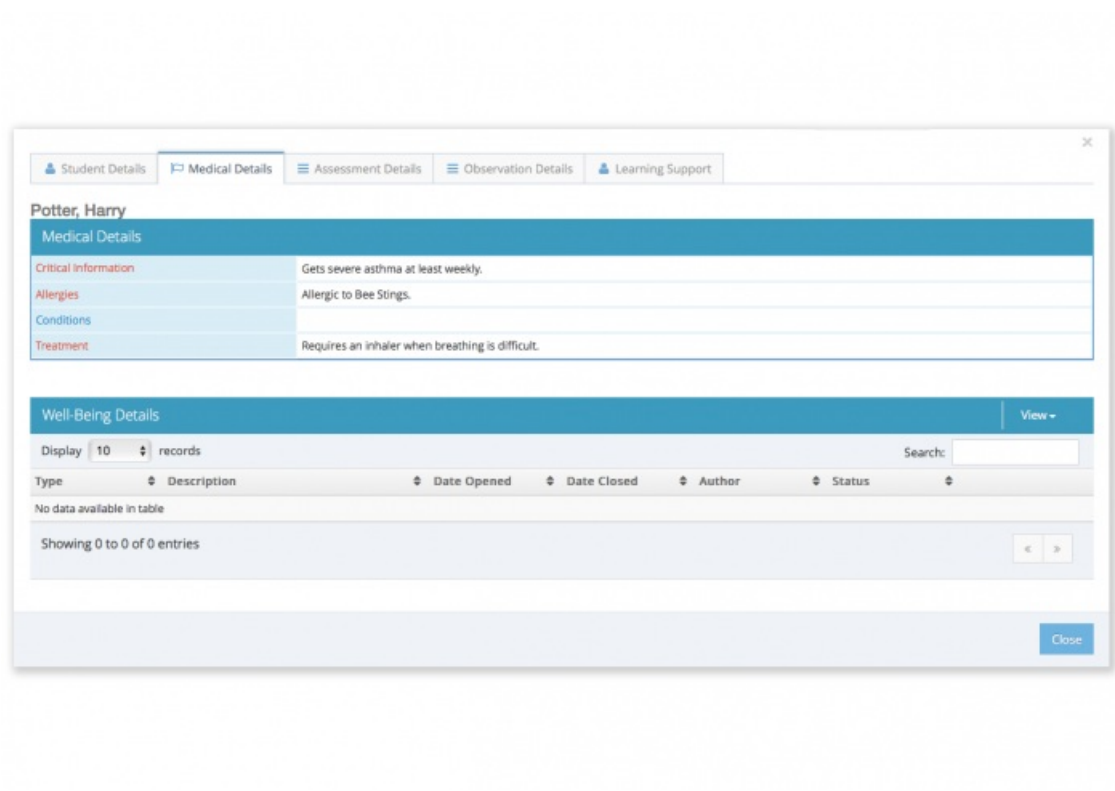 Student Details Medical Details Assessment Details Observation Details Learning Support
Potter, Harry
Medical Details
Critical Information Gets severe asthma at least weekly.
Allergies Allergic to Bee Stings.
Conditions
Treatment Requires an inhaler when breathing is difficult.
Well-Being Details View
Display 10 records Search:
Type Description Date Opened Date Closed Author Status
No data available in table
Showing 0 to 0 of 0 entries
« »
Close